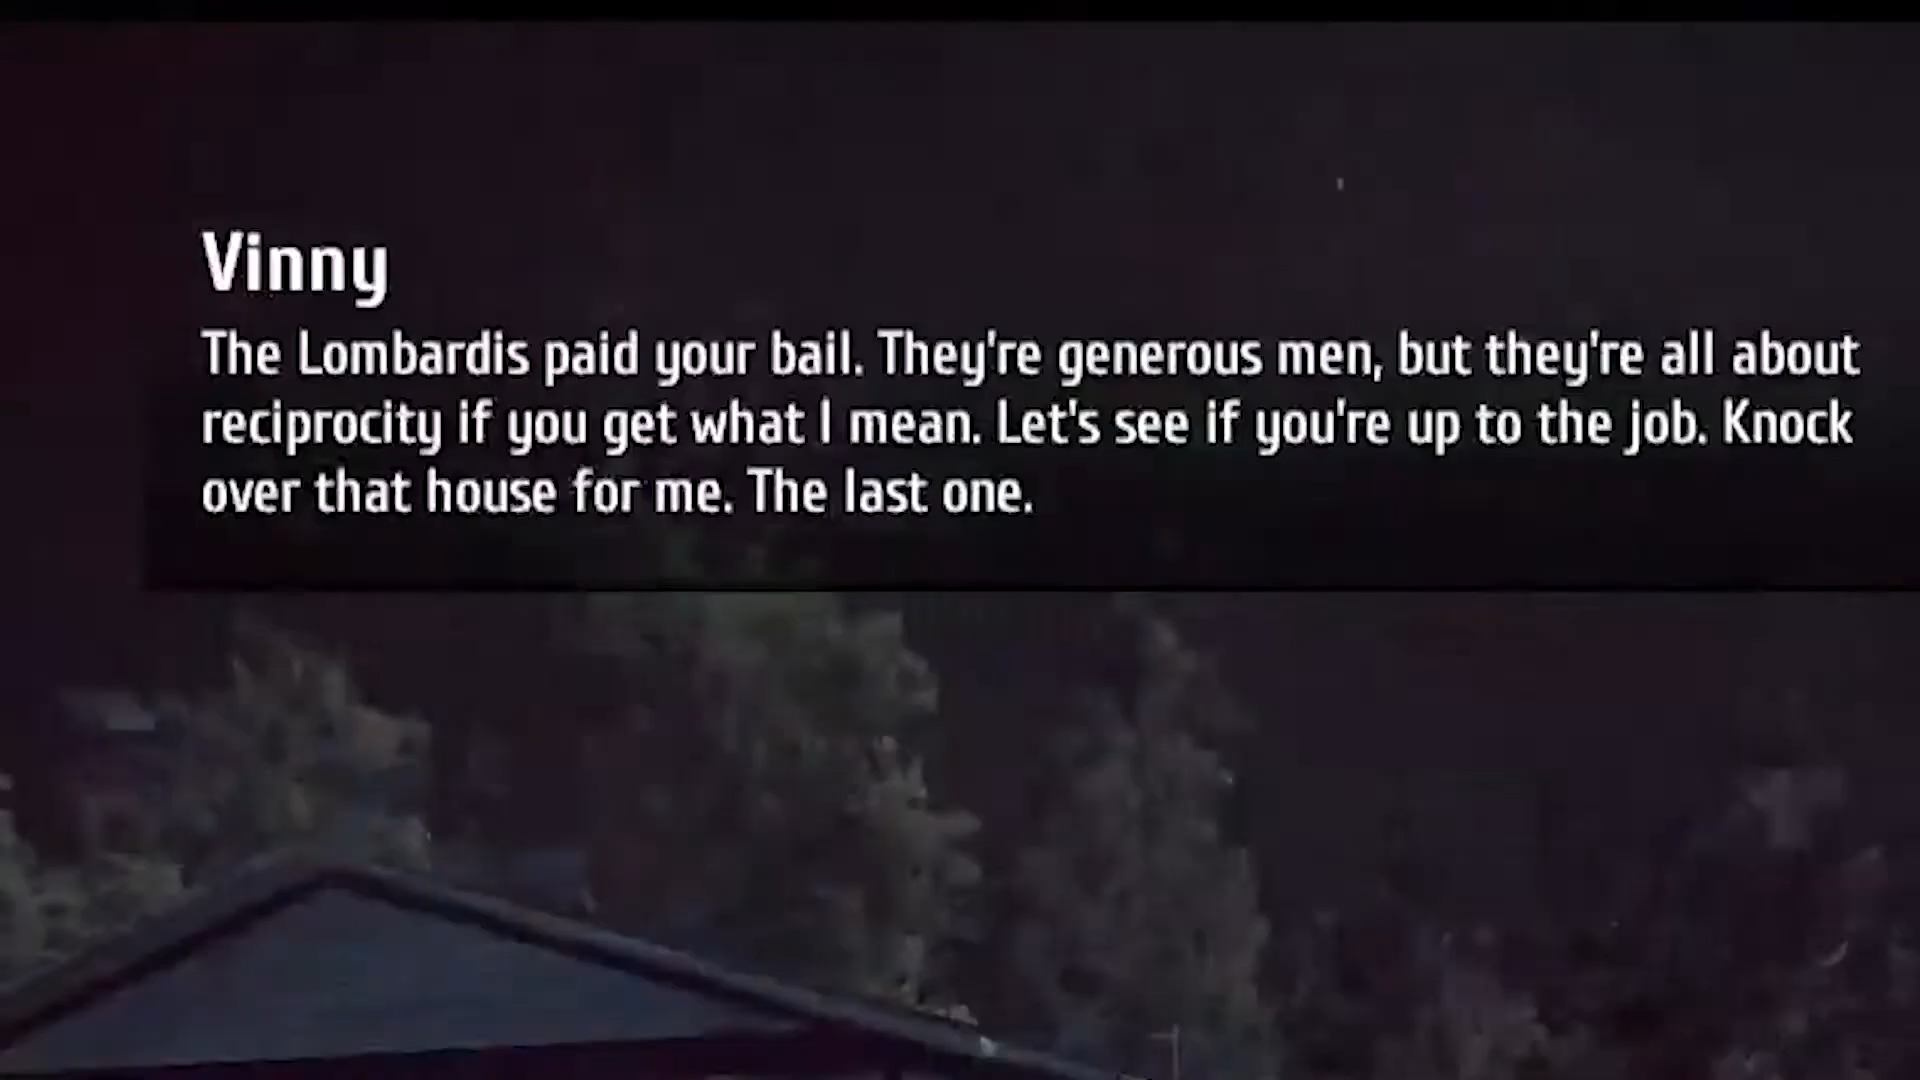 Vinny
The Lombardis paid your bail. They're generous men, but they're all about
reciprocity if you get what I mean. Let's see if you're up to the job. Knock
over that house for me. The last one.